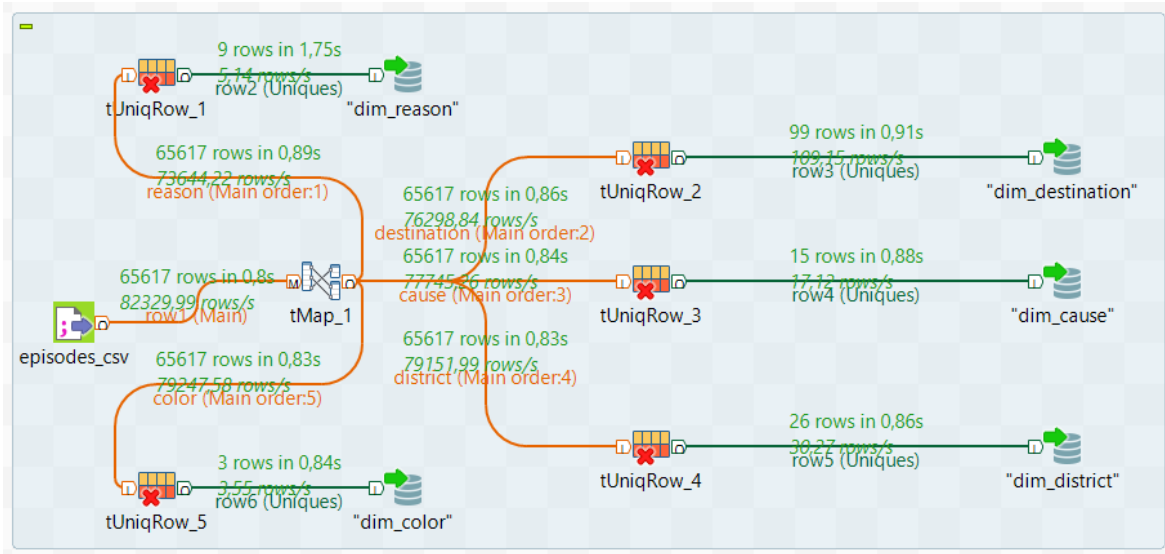 9 rows in 1,75s
5,14 rows/s
row2 (Uniques)
tUniqRow_1
"dim_reason"
65617 rows in 0,89s
73644,22 rows/s
reason (Main order:1)
99 rows in 0,91s
109,15 rows/s
row3 (Uniques)
tUniqRow_2
"dim_destination"
65617 rows in 0,86s
76298,84 rows/s
destination (Main order:2)
65617 rows in 0,84s
77745,26 rows/s
cause (Main order:3)
15 rows in 0,88s
17,12 rows/s
row4 (Uniques)
tUniqRow_3
"dim_cause"
65617 rows in 0,8s
82329,99 rows/s
row1 (Main)
M
tMap_1
episodes_csv
65617 rows in 0,83s
79151,99 rows/s
district (Main order:4)
65617 rows in 0,83s
79247,58 rows/s
color (Main order:5)
26 rows in 0,86s
30,27 rows/s
row5 (Uniques)
tUniqRow_4
"dim_district"
3 rows in 0,84s
3,55 rows/s
row6 (Uniques)
tUniqRow_5
"dim_color"